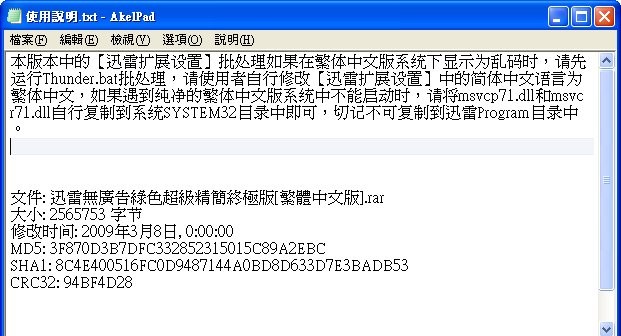 使用說明.txt - AkelPad
檔案(F) 編輯(E) 檢視(V) 選項(O) 說明(H)
本版本中的【迅雷扩展设置】批处理如果在繁体中文版系统下显示为乱码时，请先
运行Thunder.bat批处理，请使用者自行修改【迅雷扩展设置】中的简体中文语言为
繁体中文，如果遇到纯净的繁体中文版系统中不能启动时，请将msvcp71.dll和msvc
r71.dll自行复制到系统SYSTEM32目录中即可，切记不可复制到迅雷Program目录中
。
文件: 迅雷無廣告綠色超級精簡終極版[繁體中文版].rar
大小: 2565753 字节
修改时间: 2009年3月8日, 0:00:00
MD5: 3F870D3B7DFC332852315015C89A2EBC
SHA1: 8C4E400516FC0D9487144A0BD8D633D7E3BADB53
CRC32: 94BF4D28